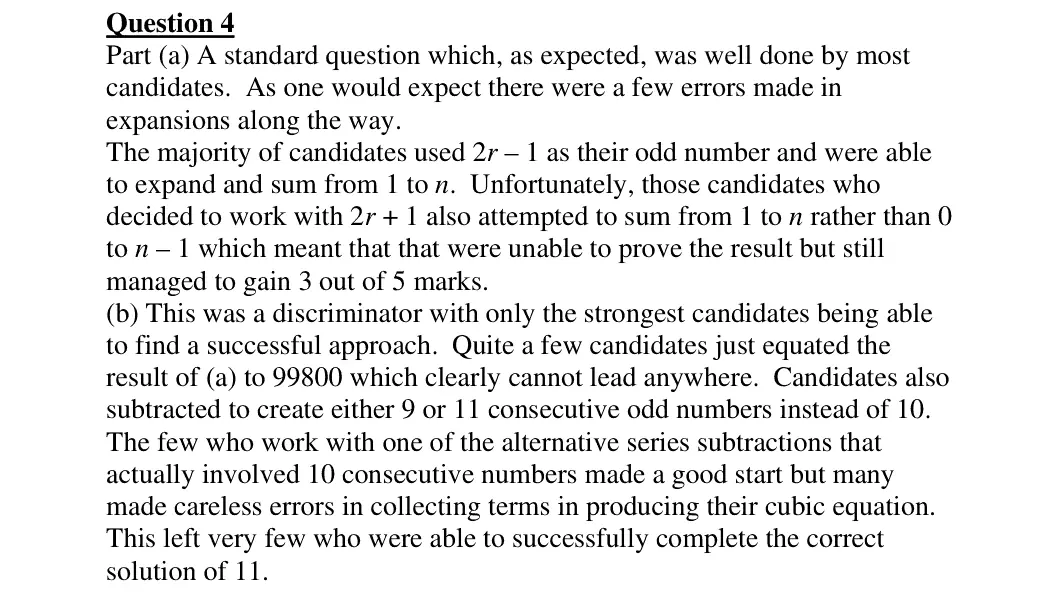 Question 4
Part (a) A standard question which, as expected, was well done by most
candidates.  As one would expect there were a few errors made in
expansions along the way.
The majority of candidates used 2r – 1 as their odd number and were able
to expand and sum from 1 to n.  Unfortunately, those candidates who
decided to work with 2r + 1 also attempted to sum from 1 to n rather than 0
to n – 1 which meant that that were unable to prove the result but still
managed to gain 3 out of 5 marks.
(b) This was a discriminator with only the strongest candidates being able
to find a successful approach.  Quite a few candidates just equated the
result of (a) to 99800 which clearly cannot lead anywhere.  Candidates also
subtracted to create either 9 or 11 consecutive odd numbers instead of 10.
The few who work with one of the alternative series subtractions that
actually involved 10 consecutive numbers made a good start but many
made careless errors in collecting terms in producing their cubic equation.
This left very few who were able to successfully complete the correct
solution of 11.